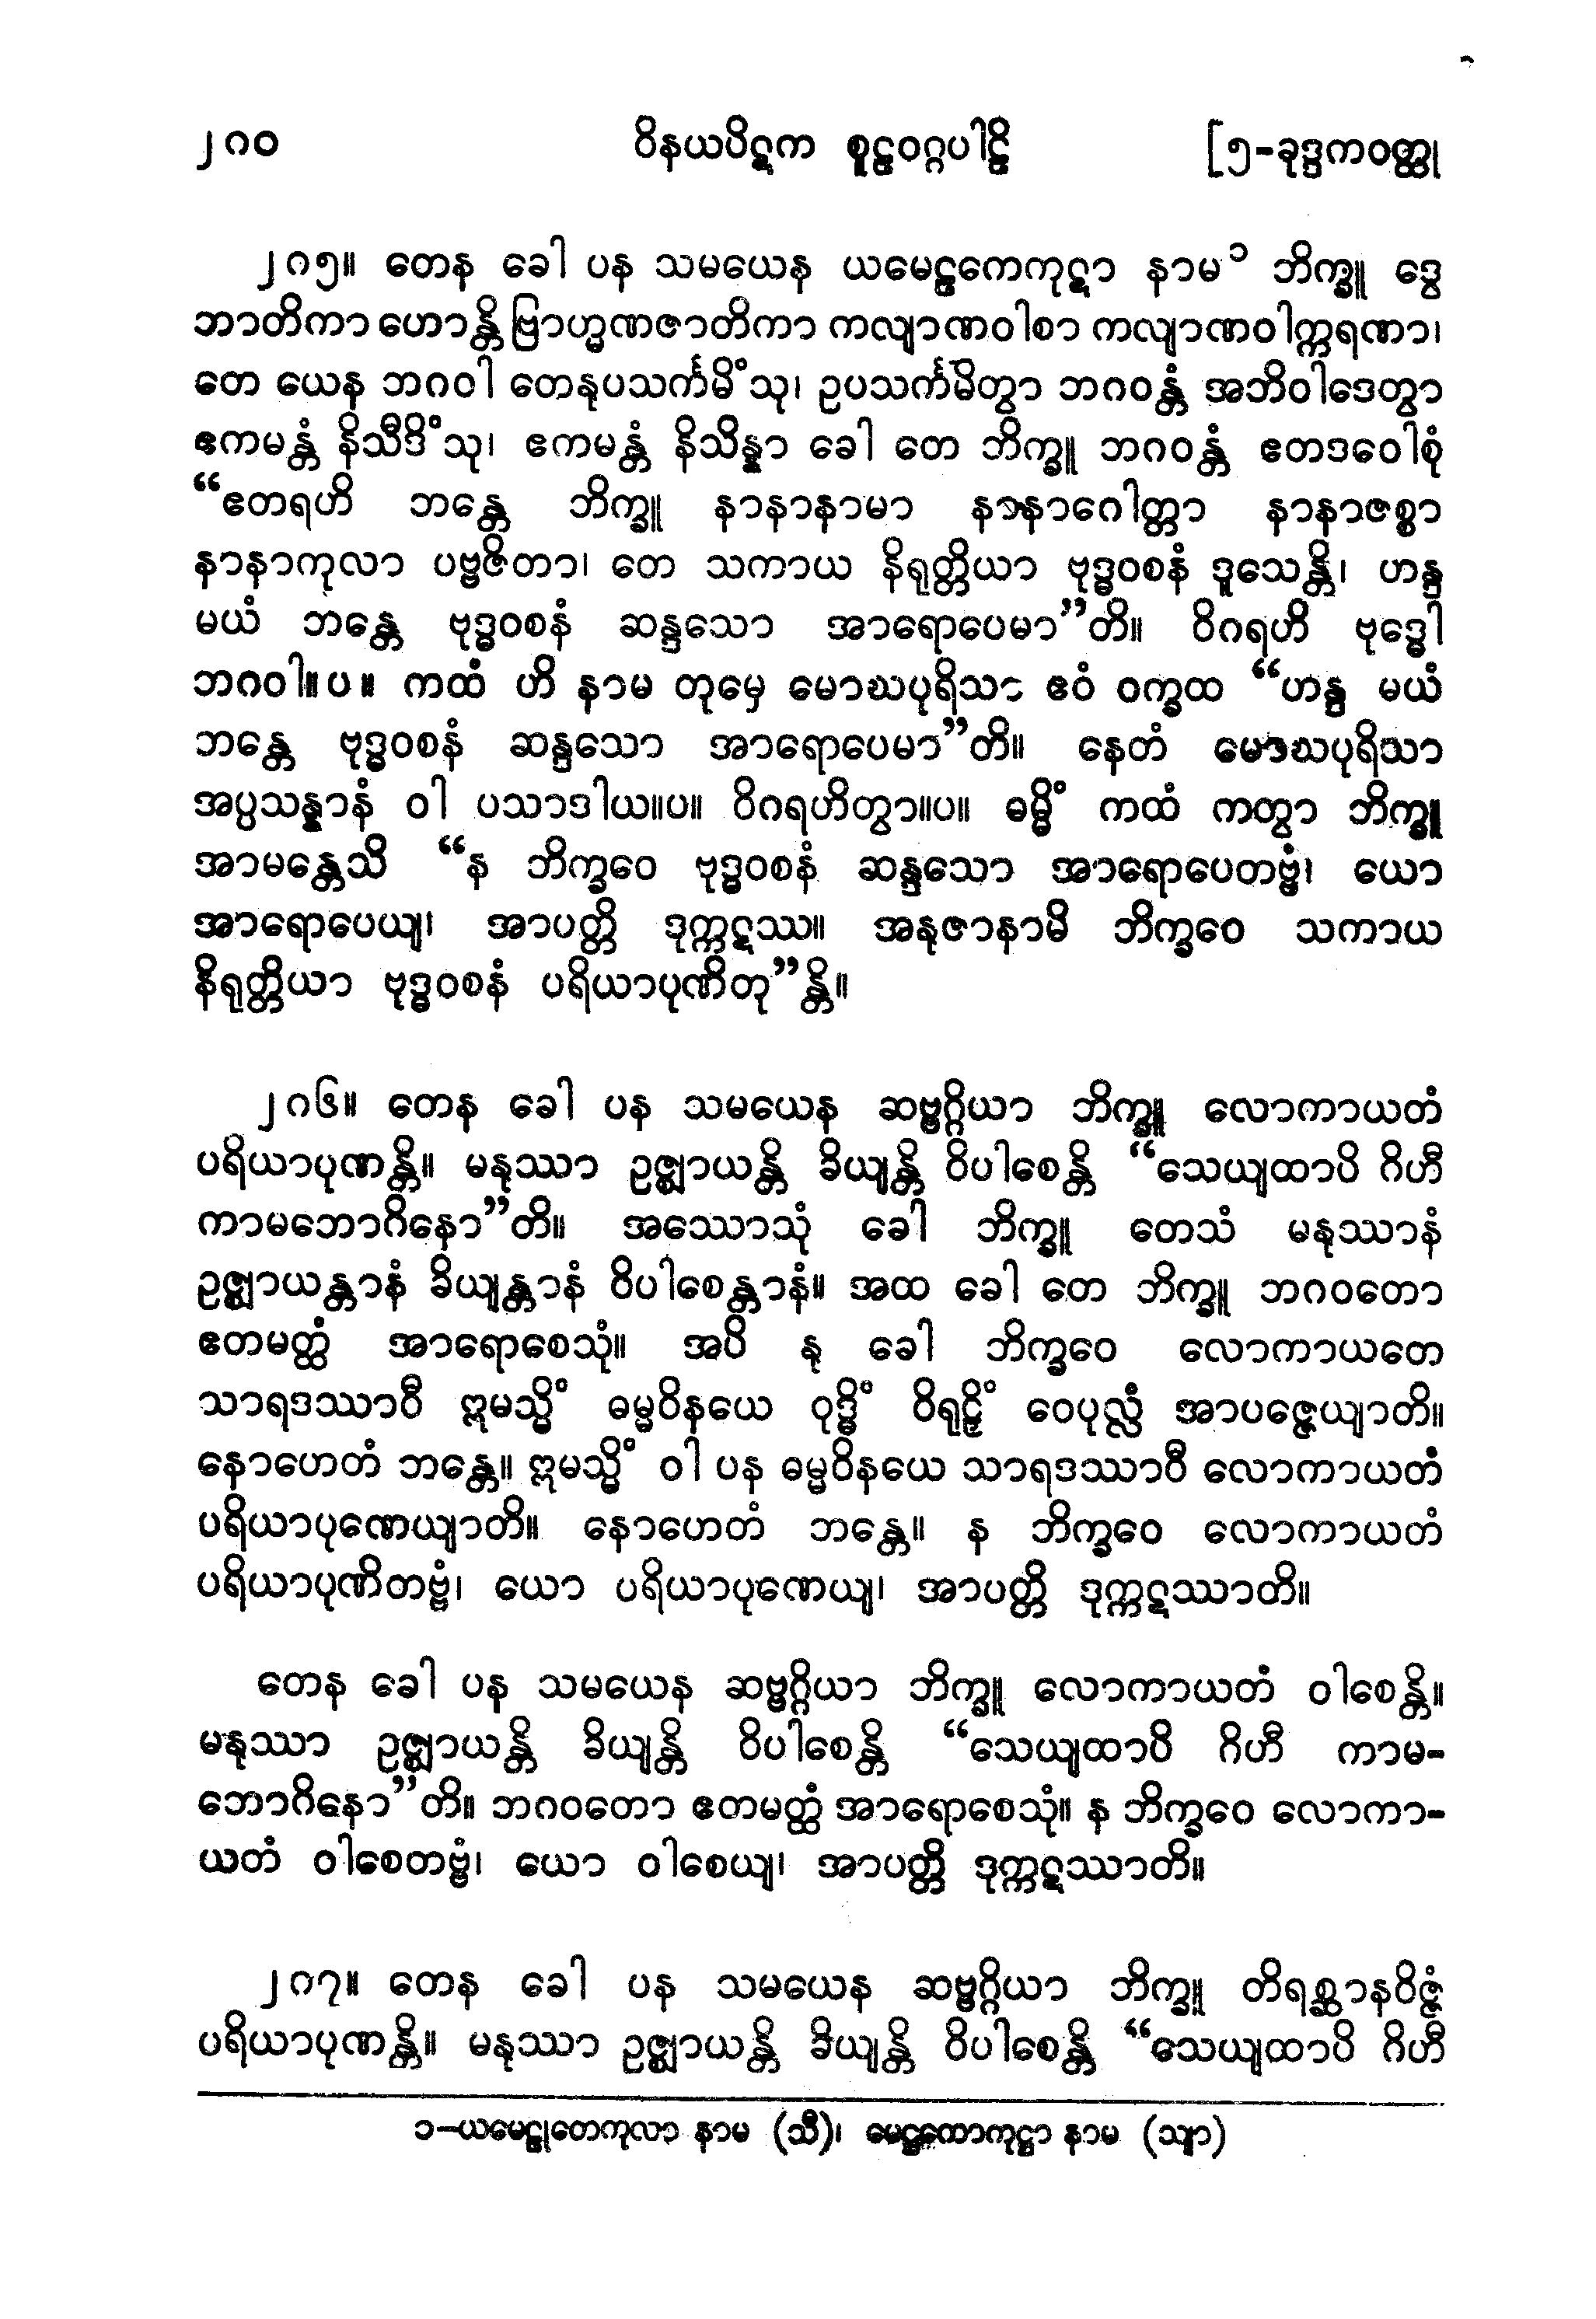 ၂၈၀ ဝိနယပိဋက စူဠဝဂ္ဂပါဠိ [၅-ခုဒ္ဒကဝတ္ထု
၂၈၅။ တေန ခေါ ပန သမယေန ယမေဠကေကုဋာ နာမ၁ ဘိက္ခူ ဒွေ
ဘာတိကာ ဟောန္တိ ဗြာဟ္မဏဇာတိကာ ကလျာဏဝါစာ ကလျာဏဝါက္ကရဏာ၊
တေ ယေန ဘဂဝါ တေနုပသင်္ကမိံသု၊ ဥပသင်္ကမိတွာ ဘဂဝန္တံ အဘိဝါဒေတွာ
ဧကမန္တံ နိသီဒိံသု၊ ဧကမန္တံ နိသိန္နာ ခေါ တေ ဘိက္ခူ ဘဂဝန္တံ ဧတဒဝေါစုံ
“ဧတရဟိ ဘန္တေ ဘိက္ခူ နာနာနာမာ နာနာဂေါတ္တာ နာနာဇစ္စာ
နာနာကုလာ ပဗ္ဗဇိတာ၊ တေ သကာယ နိရုတ္တိယာ ဗုဒ္ဓဝစနံ ဒူသေန္တိ၊ ဟန္ဒ
မယံ ဘန္တေ ဗုဒ္ဓဝစနံ ဆန္ဒသော အာရောပေမာ”တိ။ ဝိဂရဟိ ဗုဒ္ဓေါ
ဘဂဝါ။ပ။ ကထံ ဟိ နာမ တုမှေ မောဃပုရိသာ ဧဝံ ဝက္ခထ “ဟန္ဒ မယံ
ဘန္တေ ဗုဒ္ဓဝစနံ ဆန္ဒသော အာရောပေမာ”တိ။ နေတံ မောဃပုရိသာ
အပ္ပသန္နာနံ ဝါ ပသာဒါယ။ပ။ ဝိဂရဟိတွာ။ပ။ ဓမ္မိံ ကထံ ကတွာ ဘိက္ခူ
အာမန္တေသိ “န ဘိက္ခဝေ ဗုဒ္ဓဝစနံ ဆန္ဒသော အာရောပေတဗ္ဗံ၊ ယော
အာရောပေယျ၊ အာပတ္တိ ဒုက္ကဋဿ။ အနုဇာနာမိ ဘိက္ခဝေ သကာယ
နိရုတ္တိယာ ဗုဒ္ဓဝစနံ ပရိယာပုဏိတု”န္တိ။
၂၈၆။ တေန ခေါ ပန သမယေန ဆဗ္ဗဂ္ဂိယာ ဘိက္ခူ လောကာယတံ
ပရိယာပုဏန္တိ။ မနုဿာ ဥဇ္ဈာယန္တိ ခိယျန္တိ ဝိပါစေန္တိ “သေယျထာပိ ဂိဟီ
ကာမဘောဂိနော”တိ။ အဿောသုံ ခေါ ဘိက္ခူ တေသံ မနုဿာနံ
ဥဇ္ဈာယန္တာနံ ခိယျန္တာနံ ဝိပါစေန္တာနံ။ အထ ခေါ တေ ဘိက္ခူ ဘဂဝတော
ဧတမတ္ထံ အာရောစေသုံ။ အပိ နု ခေါ ဘိက္ခဝေ လောကာယတေ
သာရဒဿာဝီ ဣမသ္မိံ ဓမ္မဝိနယေ ဝုဒ္ဓိံ ဝိရုဠှိံ ဝေပုလ္လံ အာပဇ္ဇေယျာတိ။
နောဟေတံ ဘန္တေ။ ဣမသ္မိံ ဝါ ပန ဓမ္မဝိနယေ သာရဒဿာဝီ လောကာယတံ
ပရိယာပုဏေယျာတိ။ နောဟေတံ ဘန္တေ။ န ဘိက္ခဝေ လောကာယတံ
ပရိယာပုဏိတဗ္ဗံ၊ ယော ပရိယာပုဏေယျ၊ အာပတ္တိ ဒုက္ကဋဿာတိ။
တေန ခေါ ပန သမယေန ဆဗ္ဗဂ္ဂိယာ ဘိက္ခူ လောကာယတံ ဝါစေန္တိ။
မနုဿာ ဥဇ္ဈာယန္တိ ခိယျန္တိ ဝိပါစေန္တိ “သေယျထာပိ ဂိဟီ ကာမ-
ဘောဂိနော”တိ။ ဘဂဝတော ဧတမတ္ထံ အာရောစေသုံ။ န ဘိက္ခဝေ လောကာ-
ယတံ ဝါစေတဗ္ဗံ၊ ယော ဝါစေယျ၊ အာပတ္တိ ဒုက္ကဋဿာတိ။
၂၈၇။ တေန ခေါ ပန သမယေန ဆဗ္ဗဂ္ဂိယာ ဘိက္ခူ တိရစ္ဆာနဝိဇ္ဇံ
ပရိယာပုဏန္တိ။ မနုဿာ ဥဇ္ဈာယန္တိ ခိယျန္တိ ဝိပါစေန္တိ “သေယျထာပိ ဂိဟီ
၁-ယမေဠုတေကုလာ နာမ (သီ)၊ မေဋ္ဌကောကုဋ္ဌာ နာမ (သျာ)